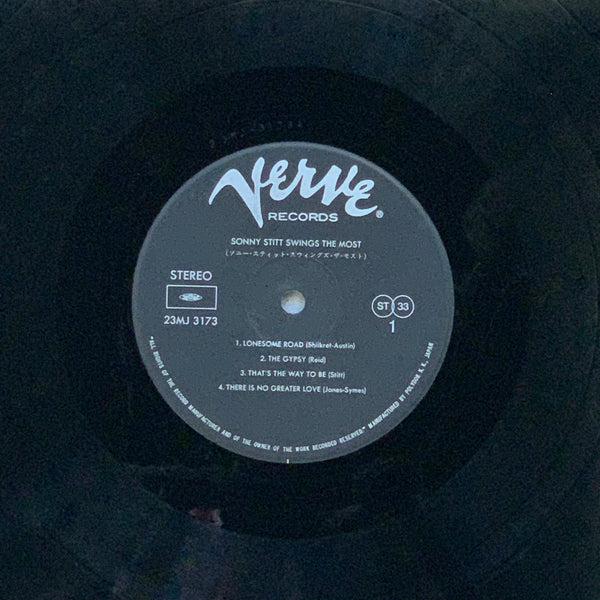 Verve®
RECORDS
SONNY STITT SWINGS THE MOST
(ソニー・スティット・スウィングズ・ザ・モスト)
STEREO
23MJ 3173
ST 33
1
1. LONESOME ROAD (Shilkret-Austin)
2. THE GYPSY (Reid)
3. THAT'S THE WAY TO BE (Stitt)
4. THERE IS NO GREATER LOVE (Jones-Symes)
"ALL RIGHTS OF THE RECORD MANUFACTURER AND OF THE OWNER OF THE WORK RECORDED RESERVED." MANUFACTURED BY POLYDOR K. K., JAPAN